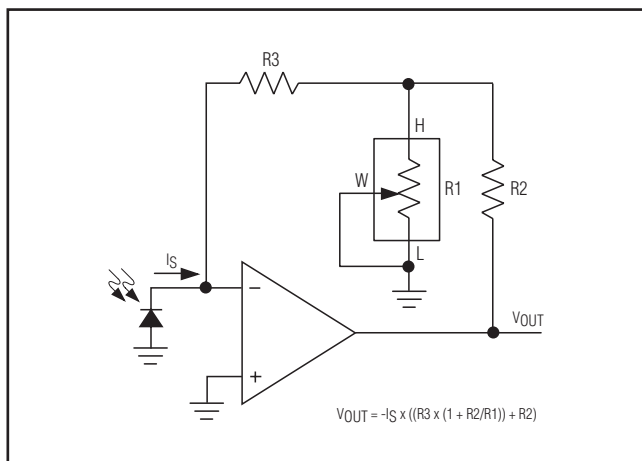 R3
H
W
R1
R2
L
IS
−
+
VOUT
VOUT = -IS x ((R3 x (1 + R2/R1)) + R2)